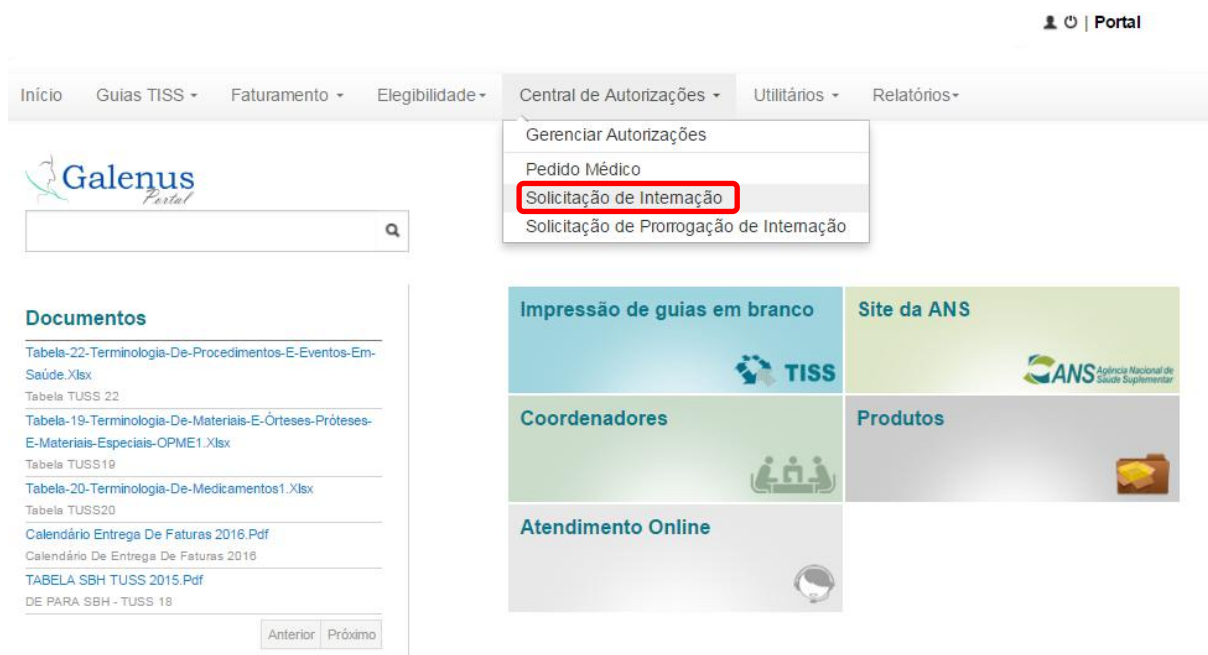 | Portal
Início Guias TISS Faturamento Elegibilidade Central de Autorizações Utilitários Relatórios
Gerenciar Autorizações
Pedido Médico
Solicitação de Internação
Solicitação de Prorrogação de Internação
Galenus
Portal
Documentos
Tabela-22-Terminologia-De-Procedimentos-E-Eventos-Em-
Saúde.Xlsx
Tabela TUSS 22
Tabela-19-Terminologia-De-Materiais-E-Órteses-Próteses-
E-Materiais-Especiais-OPME1.Xlsx
Tabela TUSS19
Tabela-20-Terminologia-De-Medicamentos1.Xlsx
Tabela TUSS20
Calendário Entrega De Faturas 2016.Pdf
Calendário De Entrega De Faturas 2016
TABELA SBH TUSS 2015.Pdf
DE PARA SBH - TUSS 18
Anterior Próximo
Impressão de guias em branco
TISS
Site da ANS
ANS Agência Nacional de
Saúde Suplementar
Coordenadores
Produtos
Atendimento Online